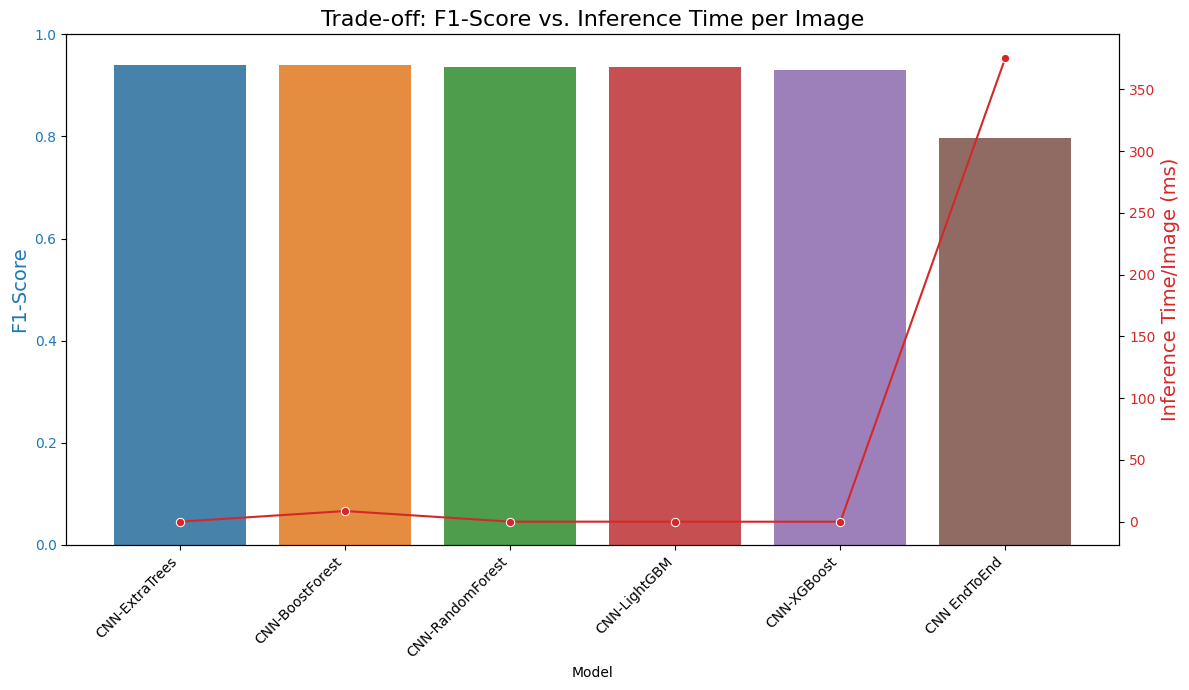 Trade-off: F1-Score vs. Inference Time per Image
F1-Score
1.0
0.8
0.6
0.4
0.2
0.0
350
300
250
200
150
100
50
0
Inference Time/Image (ms)
CNN-ExtraTrees
CNN-BoostForest
CNN-RandomForest
CNN-LightGBM
CNN-XGBoost
CNN EndToEnd
Model